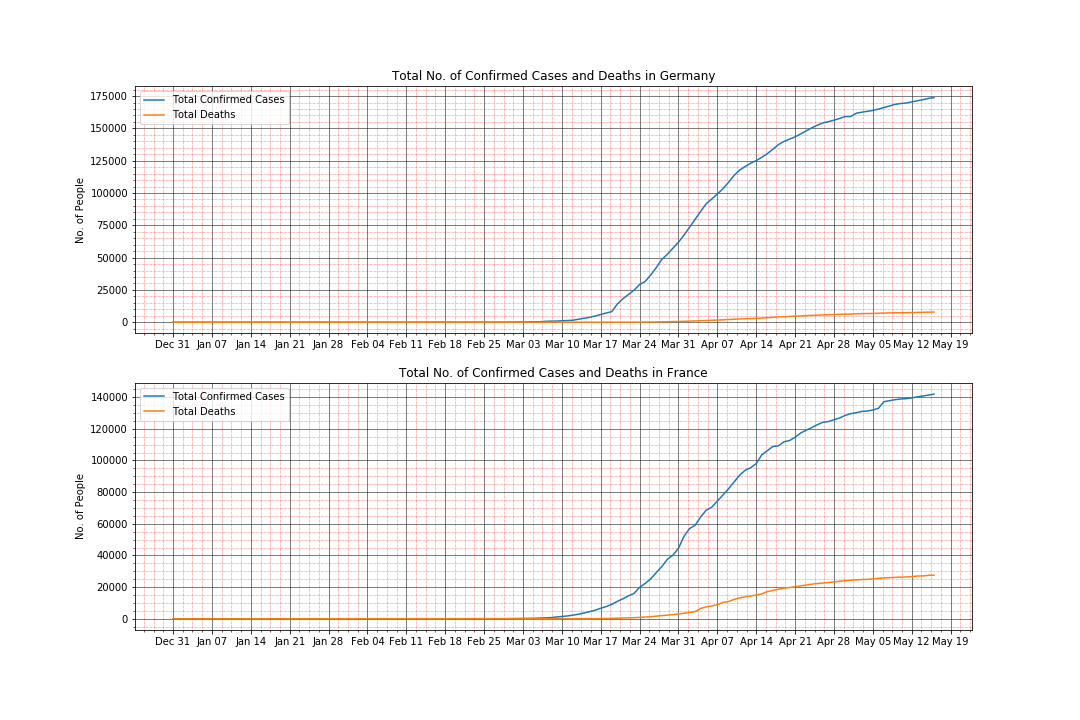 Total No. of Confirmed Cases and Deaths in Germany
Total Confirmed Cases
Total Deaths
No. of People
175000
150000
125000
100000
75000
50000
25000
0
Dec 31 Jan 07 Jan 14 Jan 21 Jan 28 Feb 04 Feb 11 Feb 18 Feb 25 Mar 03 Mar 10 Mar 17 Mar 24 Mar 31 Apr 07 Apr 14 Apr 21 Apr 28 May 05 May 12 May 19
Total No. of Confirmed Cases and Deaths in France
Total Confirmed Cases
Total Deaths
No. of People
140000
120000
100000
80000
60000
40000
20000
0
Dec 31 Jan 07 Jan 14 Jan 21 Jan 28 Feb 04 Feb 11 Feb 18 Feb 25 Mar 03 Mar 10 Mar 17 Mar 24 Mar 31 Apr 07 Apr 14 Apr 21 Apr 28 May 05 May 12 May 19